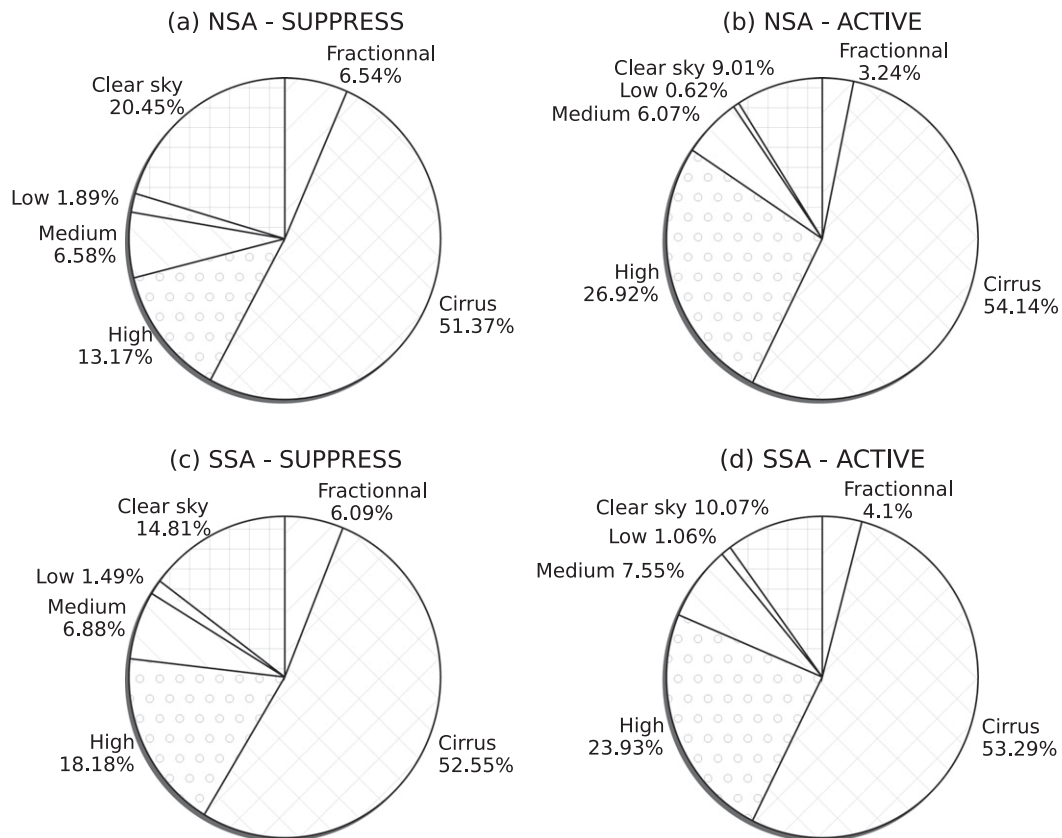 (a) NSA - SUPPRESS
Fractionnal
6.54%
Clear sky
20.45%
Low 1.89%
Medium
6.58%
High
13.17%
Cirrus
51.37%
(b) NSA - ACTIVE
Fractionnal
3.24%
Clear sky 9.01%
Low 0.62%
Medium 6.07%
High
26.92%
Cirrus
54.14%
(c) SSA - SUPPRESS
Fractionnal
6.09%
Clear sky
14.81%
Low 1.49%
Medium
6.88%
High
18.18%
Cirrus
52.55%
(d) SSA - ACTIVE
Fractionnal
4.1%
Clear sky 10.07%
Low 1.06%
Medium 7.55%
High
23.93%
Cirrus
53.29%